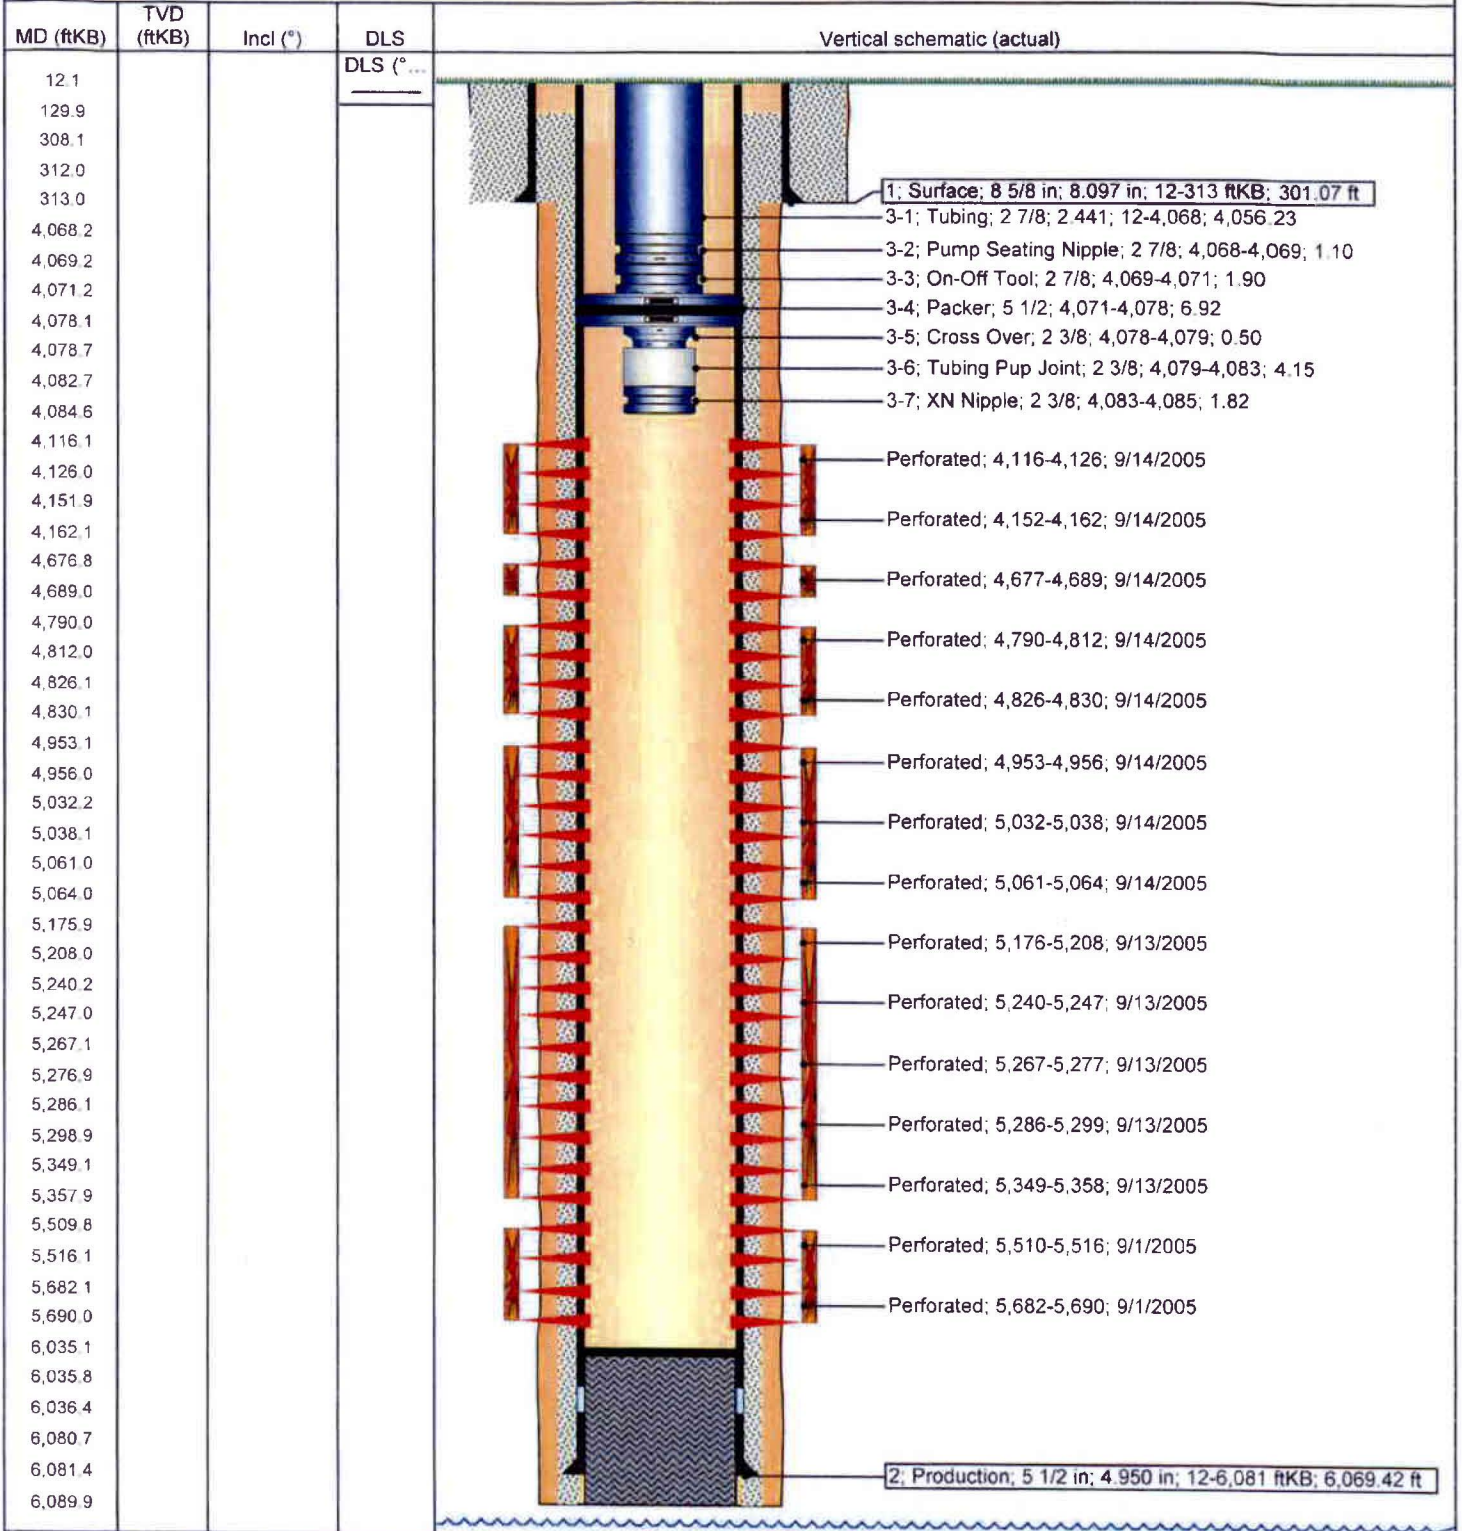 MD (ftKB)
TVD
(ftKB)
Incl (°)
DLS
Vertical schematic (actual)
DLS (°...
12.1
129.9
308.1
312.0
313.0
4,068.2
4,069.2
4,071.2
4,078.1
4,078.7
4,082.7
4,084.6
4,116.1
4,126.0
4,151.9
4,162.1
4,676.8
4,689.0
4,790.0
4,812.0
4,826.1
4,830.1
4,953.1
4,956.0
5,032.2
5,038.1
5,061.0
5,064.0
5,175.9
5,208.0
5,240.2
5,247.0
5,267.1
5,276.9
5,286.1
5,298.9
5,349.1
5,357.9
5,509.8
5,516.1
5,682.1
5,690.0
6,035.1
6,035.8
6,036.4
6,080.7
6,081.4
6,089.9
1; Surface; 8 5/8 in; 8.097 in; 12-313 ftKB; 301.07 ft
3-1; Tubing; 2 7/8; 2.441; 12-4,068; 4,056.23
3-2; Pump Seating Nipple; 2 7/8; 4,068-4,069; 1.10
3-3; On-Off Tool; 2 7/8; 4,069-4,071; 1.90
3-4; Packer; 5 1/2; 4,071-4,078; 6.92
3-5; Cross Over; 2 3/8; 4,078-4,079; 0.50
3-6; Tubing Pup Joint; 2 3/8; 4,079-4,083; 4.15
3-7; XN Nipple; 2 3/8; 4,083-4,085; 1.82
Perforated; 4,116-4,126; 9/14/2005
Perforated; 4,152-4,162; 9/14/2005
Perforated; 4,677-4,689; 9/14/2005
Perforated; 4,790-4,812; 9/14/2005
Perforated; 4,826-4,830; 9/14/2005
Perforated; 4,953-4,956; 9/14/2005
Perforated; 5,032-5,038; 9/14/2005
Perforated; 5,061-5,064; 9/14/2005
Perforated; 5,176-5,208; 9/13/2005
Perforated; 5,240-5,247; 9/13/2005
Perforated; 5,267-5,277; 9/13/2005
Perforated; 5,286-5,299; 9/13/2005
Perforated; 5,349-5,358; 9/13/2005
Perforated; 5,510-5,516; 9/1/2005
Perforated; 5,682-5,690; 9/1/2005
2; Production; 5 1/2 in; 4.950 in; 12-6,081 ftKB; 6,069.42 ft